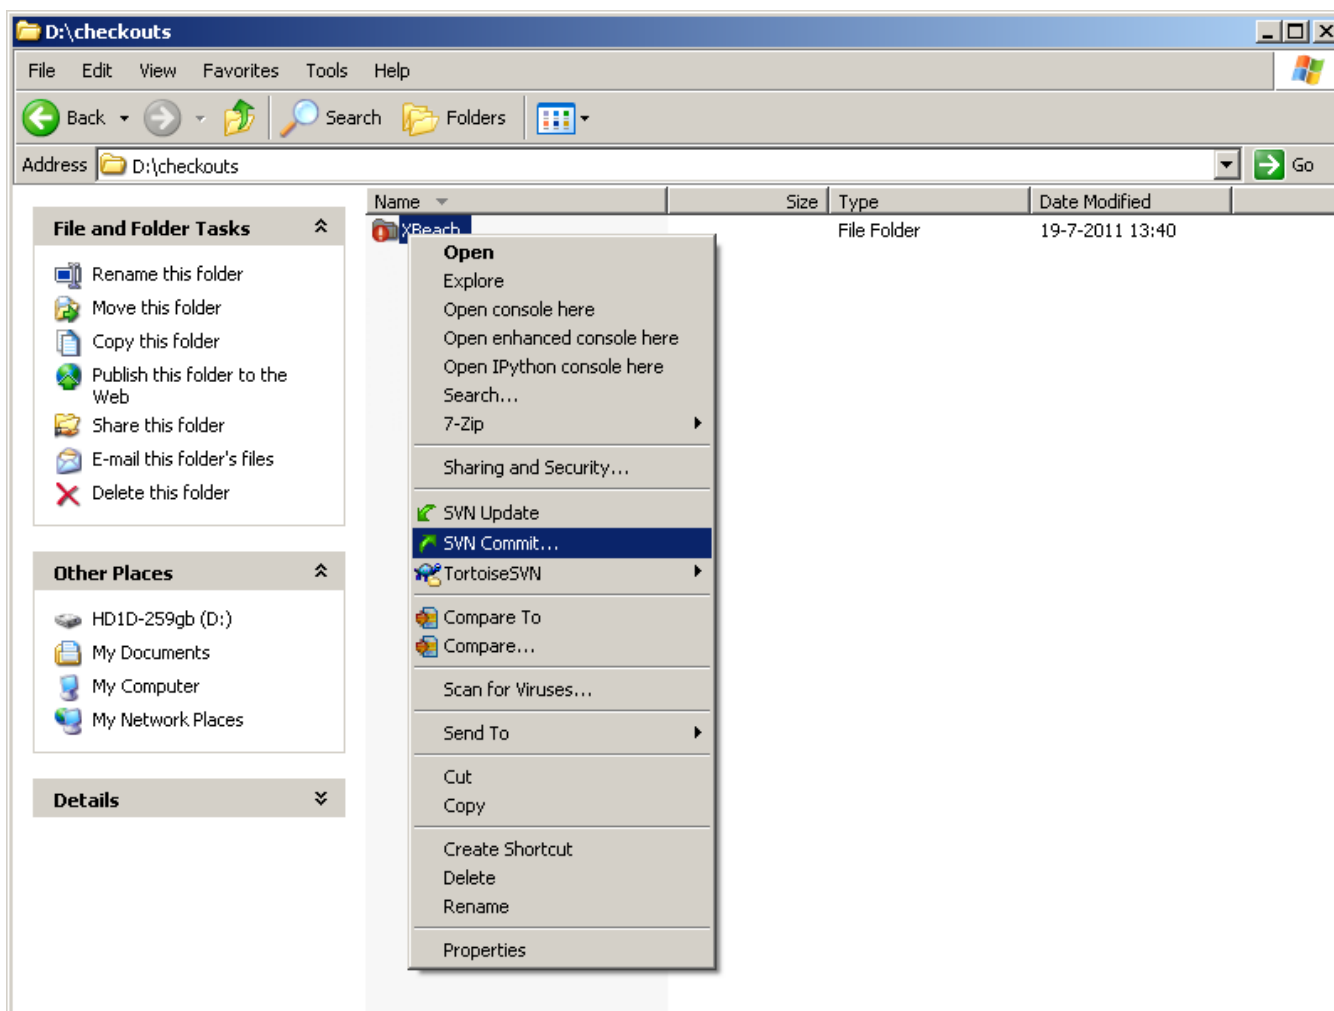 D:\checkouts
File Edit View Favorites Tools Help
Back Search Folders
Address D:\checkouts Go
File and Folder Tasks
Rename this folder
Move this folder
Copy this folder
Publish this folder to the
Web
Share this folder
E-mail this folder's files
Delete this folder
Other Places
HD1D-259gb (D:)
My Documents
My Computer
My Network Places
Details
Name Size Type Date Modified
XBeach File Folder 19-7-2011 13:40
Open
Explore
Open console here
Open enhanced console here
Open IPython console here
Search...
7-Zip
Sharing and Security...
SVN Update
SVN Commit...
TortoiseSVN
Compare To
Compare...
Scan for Viruses...
Send To
Cut
Copy
Create Shortcut
Delete
Rename
Properties